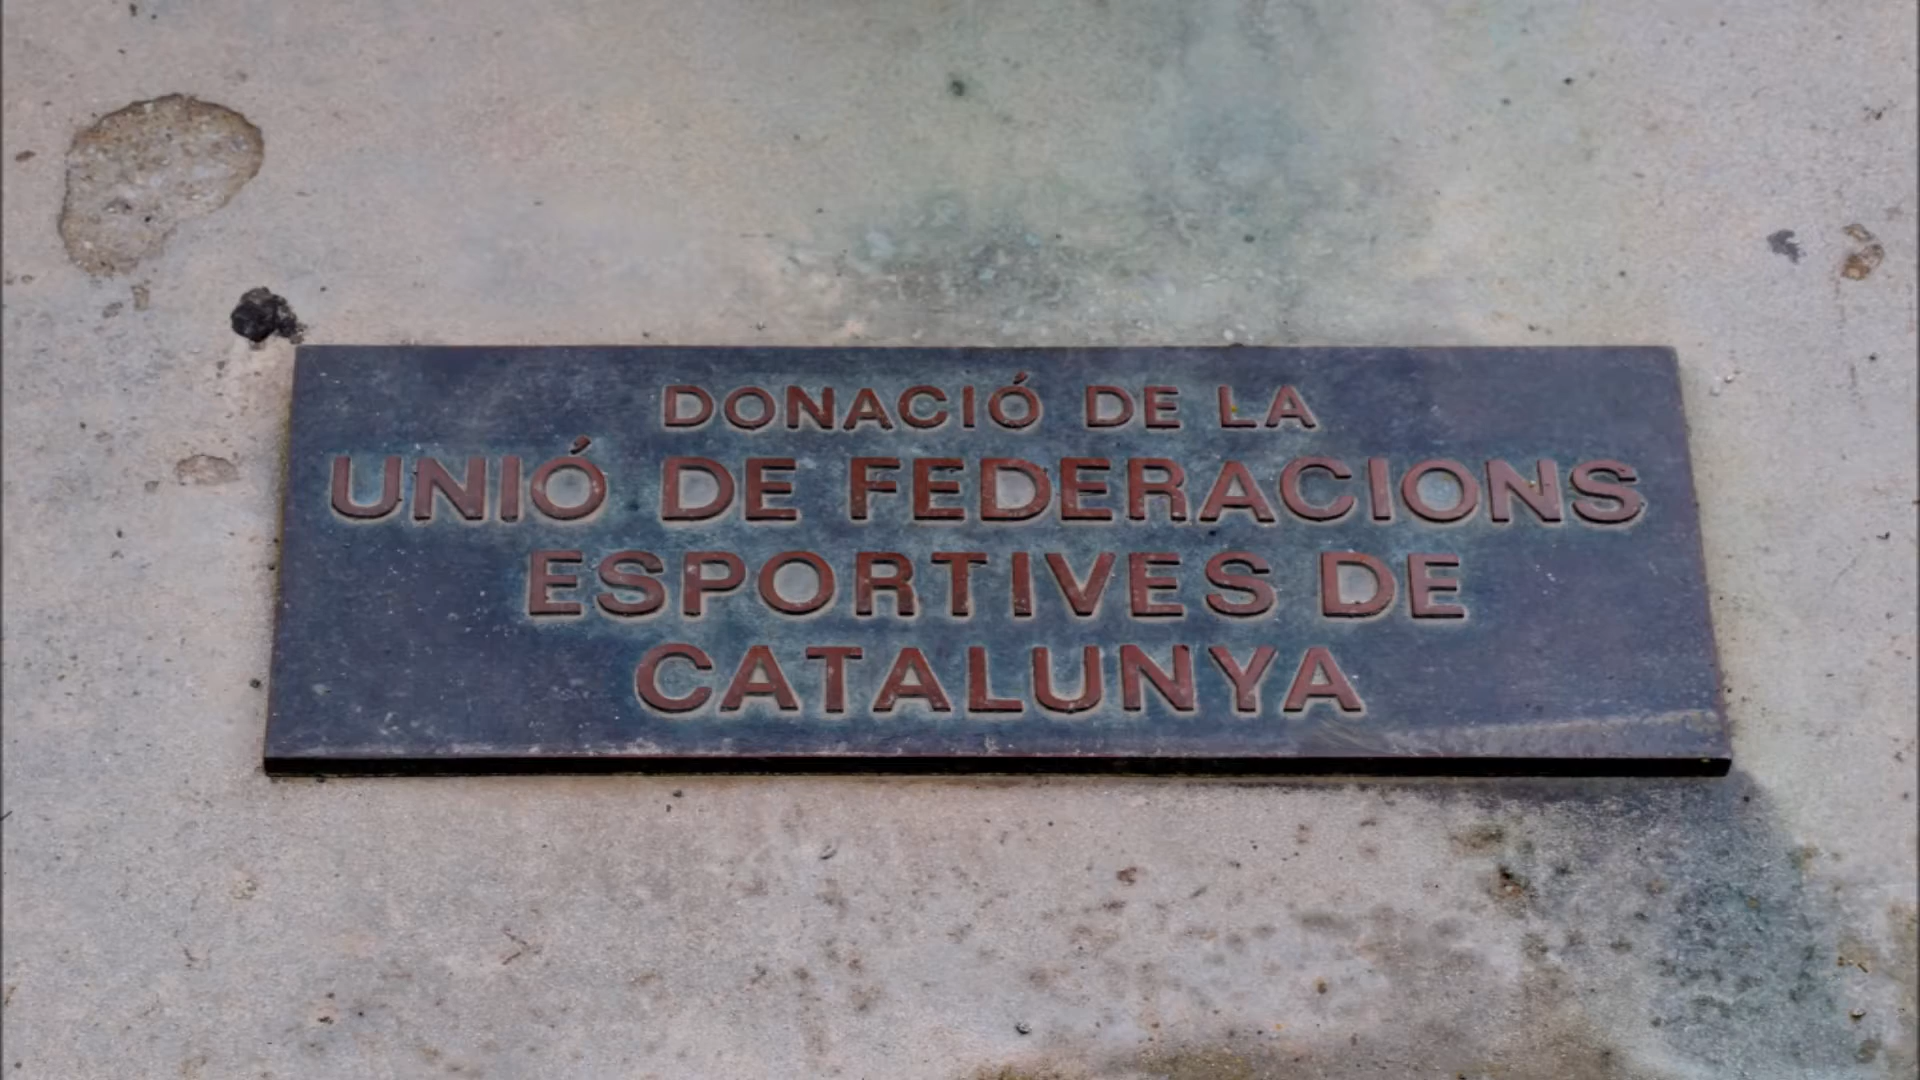 DONACIÓ DE LA
UNIÓ DE FEDERACIONS
ESPORTIVES DE
CATALUNYA